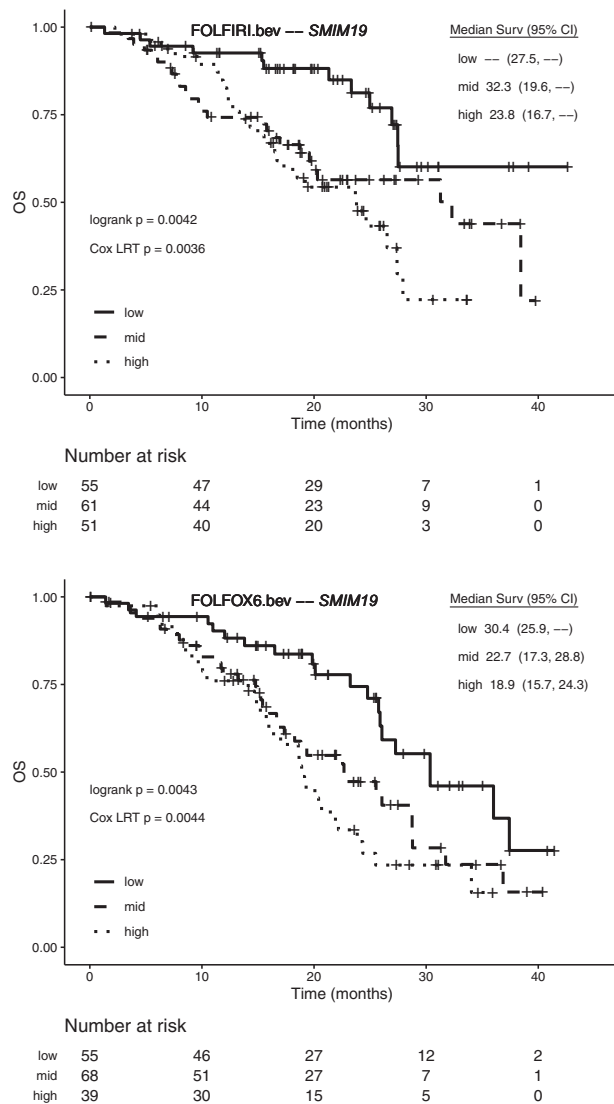 FOLFIRI.bev −− SMIM19
Median Surv (95% CI)
low −− (27.5, −−)
mid 32.3 (19.6, −−)
high 23.8 (16.7, −−)
1.00
0.75
0.50
0.25
0.00
OS
logrank p = 0.0042
Cox LRT p = 0.0036
low
mid
high
0 10 20 30 40
Time (months)
Number at risk
low 55 47 29 7 1
mid 61 44 23 9 0
high 51 40 20 3 0
FOLFOX6.bev −− SMIM19
Median Surv (95% CI)
low 30.4 (25.9, −−)
mid 22.7 (17.3, 28.8)
high 18.9 (15.7, 24.3)
1.00
0.75
0.50
0.25
0.00
OS
logrank p = 0.0043
Cox LRT p = 0.0044
low
mid
high
0 10 20 30 40
Time (months)
Number at risk
low 55 46 27 12 2
mid 68 51 27 7 1
high 39 30 15 5 0